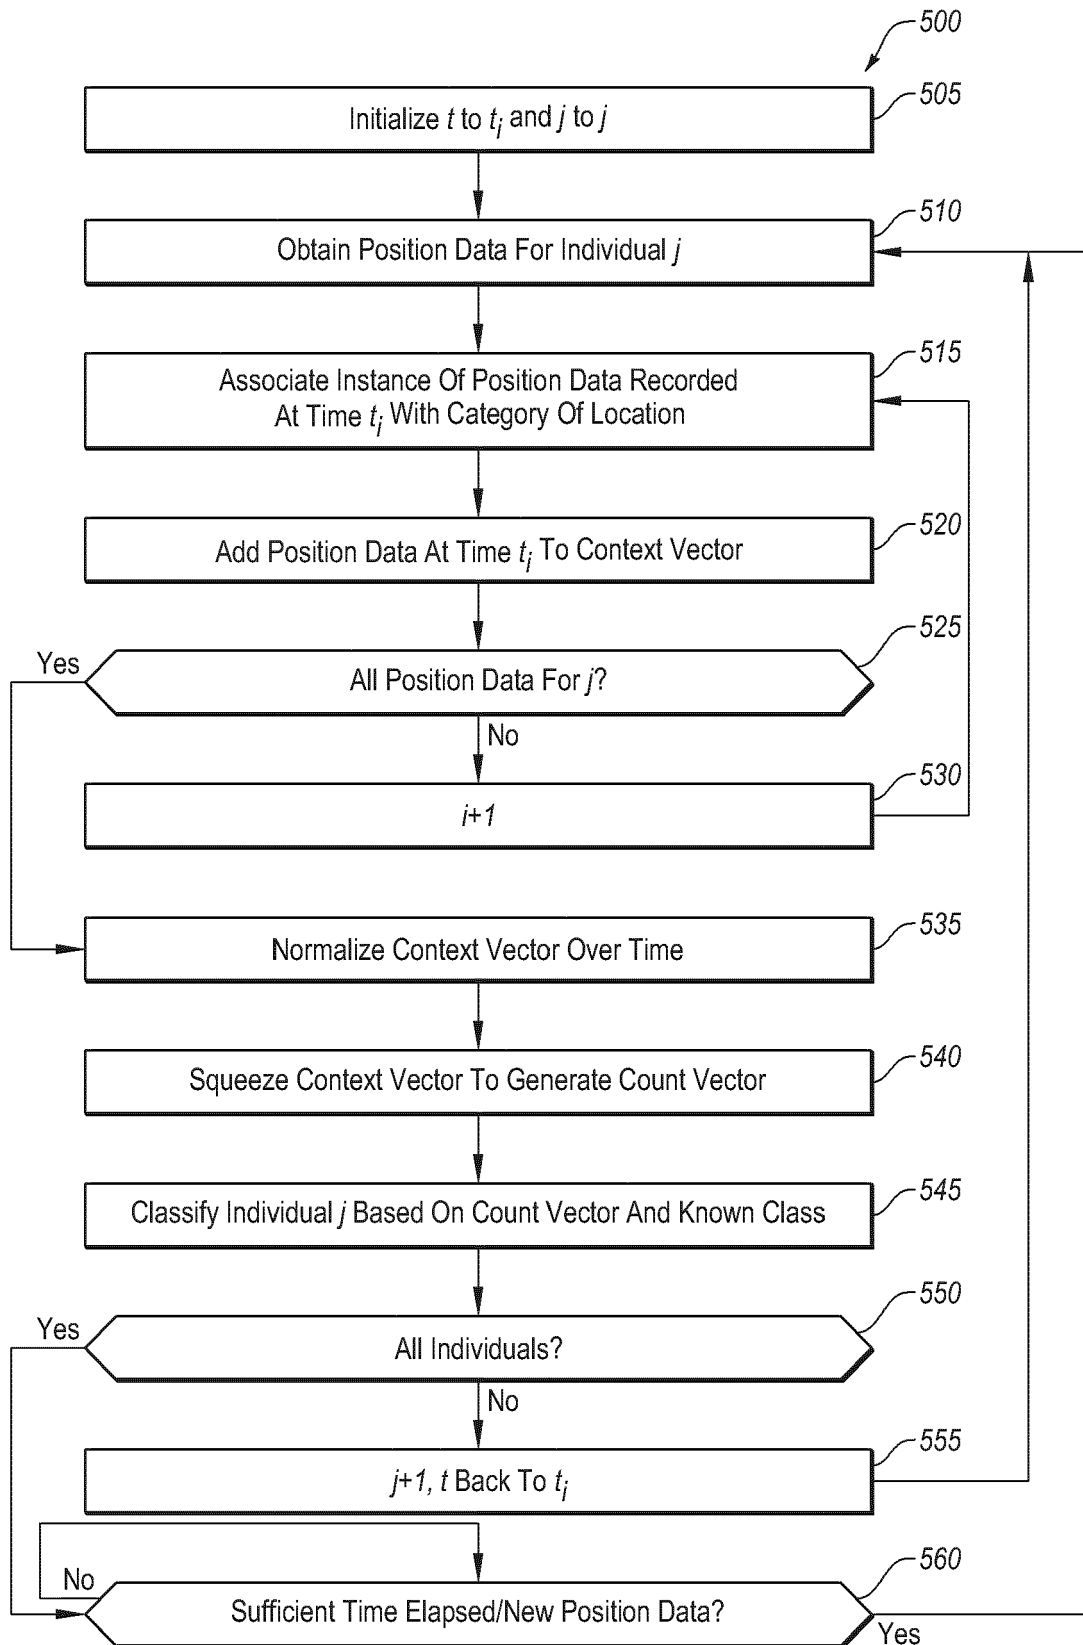 500
505
Initialize t to ti and j to j
510
Obtain Position Data For Individual j
515
Associate Instance Of Position Data Recorded
At Time ti With Category Of Location
520
Add Position Data At Time ti To Context Vector
525
Yes
All Position Data For j?
No
530
i+1
535
Normalize Context Vector Over Time
540
Squeeze Context Vector To Generate Count Vector
545
Classify Individual j Based On Count Vector And Known Class
550
Yes
All Individuals?
No
555
j+1, t Back To ti
560
No
Sufficient Time Elapsed/New Position Data?
Yes